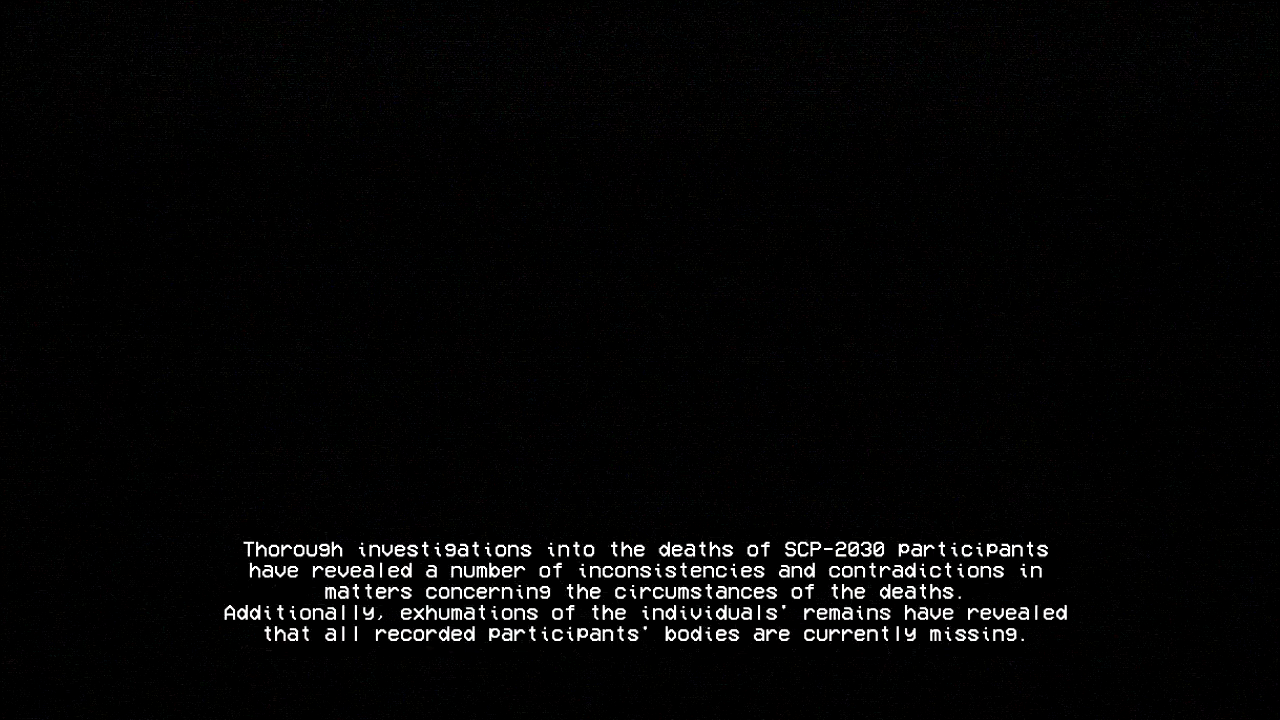 Thorough investigations into the deaths of SCP-2030 participants
have revealed a number of inconsistencies and contradictions in
matters concerning the circumstances of the deaths.
Additionally, exhumations of the individuals' remains have revealed
that all recorded participants' bodies are currently missing.